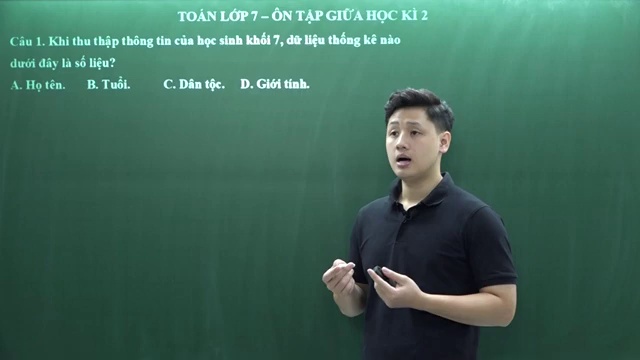 TOÁN LỚP 7 – ÔN TẬP GIỮA HỌC KÌ 2
Câu 1. Khi thu thập thông tin của học sinh khối 7, dữ liệu thống kê nào
dưới đây là số liệu?
A. Họ tên. B. Tuổi. C. Dân tộc. D. Giới tính.